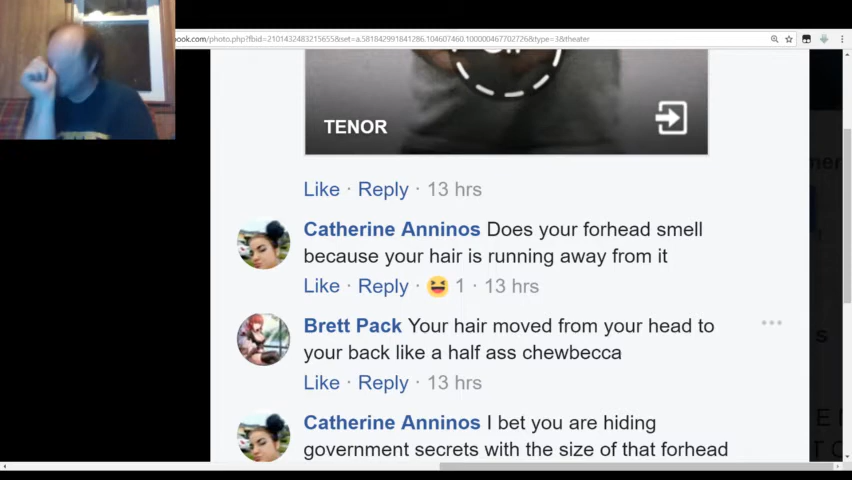 book.com/photo.php?fbid=2101432483215655&set=a.581842991841286.104607460.100000467702726&type=3&theater
TENOR
Like · Reply · 13 hrs
Catherine Anninos Does your forhead smell
because your hair is running away from it
Like · Reply · 1 · 13 hrs
Brett Pack Your hair moved from your head to
your back like a half ass chewbecca
Like · Reply · 13 hrs
Catherine Anninos I bet you are hiding
government secrets with the size of that forhead